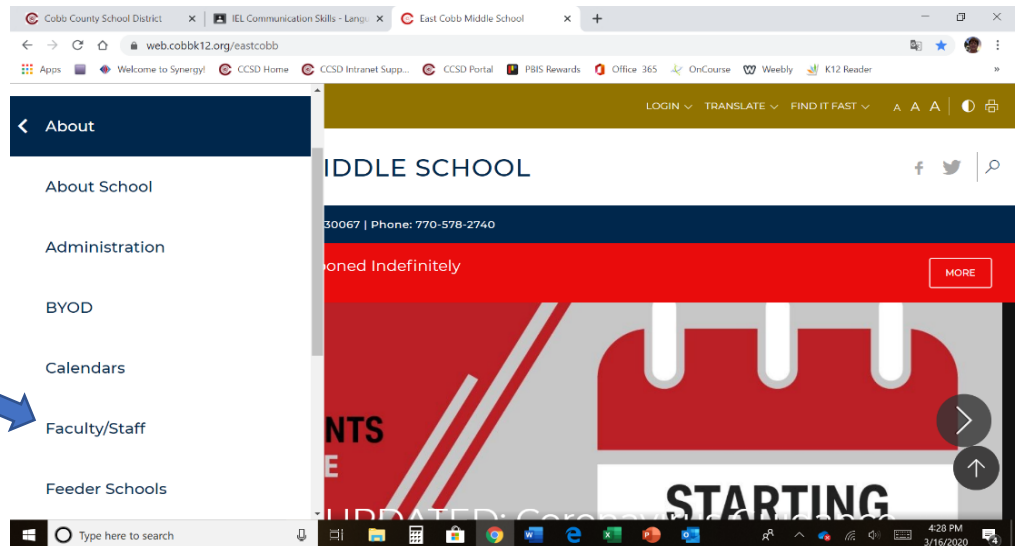 Cobb County School District
IEL Communication Skills - Langu
East Cobb Middle School
web.cobbk12.org/eastcobb
Apps Welcome to Synergy! CCSD Home CCSD Intranet Supp... CCSD Portal PBIS Rewards Office 365 OnCourse Weebly K12 Reader »
LOGIN TRANSLATE FIND IT FAST A A A
About
IDDLE SCHOOL
About School
30067 | Phone: 770-578-2740
Administration
oned Indefinitely
MORE
BYOD
Calendars
Faculty/Staff
NTS
E
Feeder Schools
STARTING
UPDATED: Coronavirus Guidance
Type here to search
4:28 PM
3/16/2020